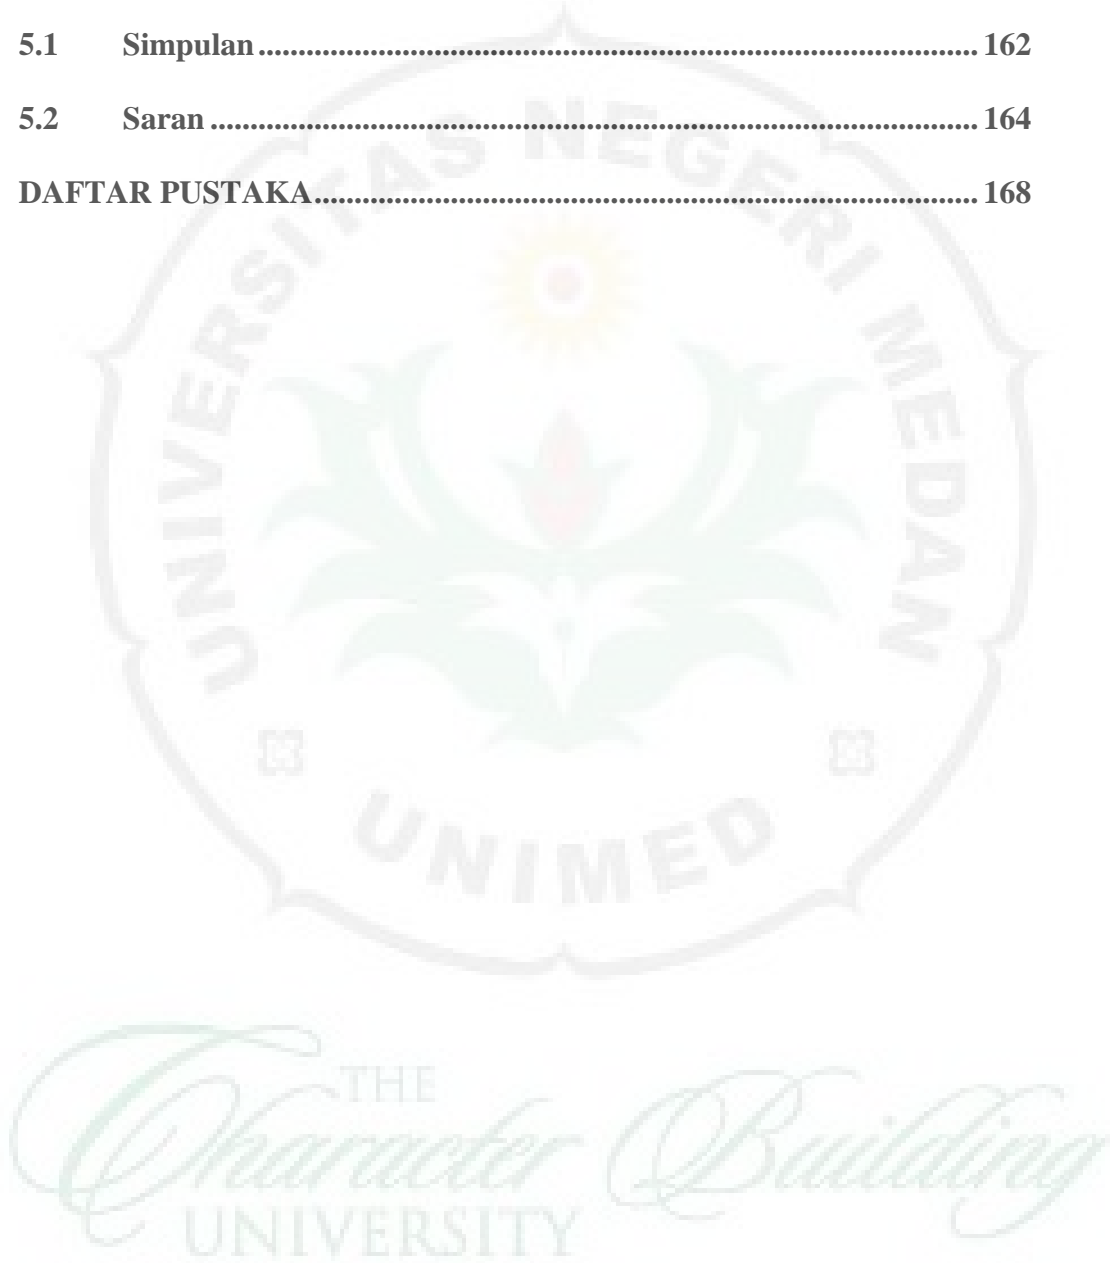 5.1 Simpulan ........................................................................................... 162
5.2 Saran ................................................................................................. 164
DAFTAR PUSTAKA ................................................................................... 168
UNIVERSITAS NEGERI MEDAN
UNIMED
THE
Character Building
UNIVERSITY